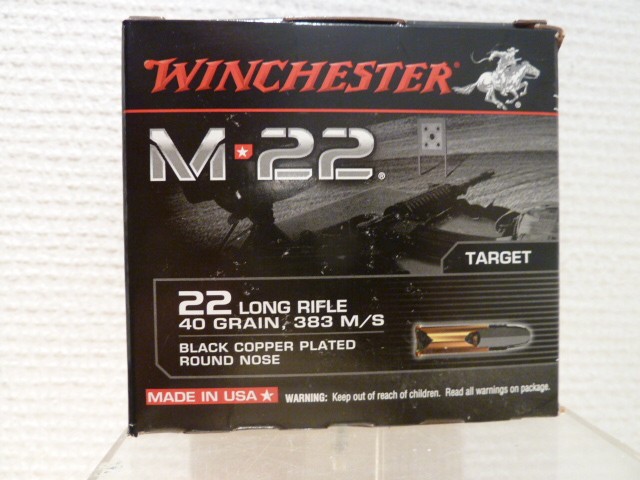 WINCHESTER
M★22®
TARGET
22 LONG RIFLE
40 GRAIN, 383 M/S
BLACK COPPER PLATED
ROUND NOSE
MADE IN USA ★ WARNING: Keep out of reach of children. Read all warnings on package.